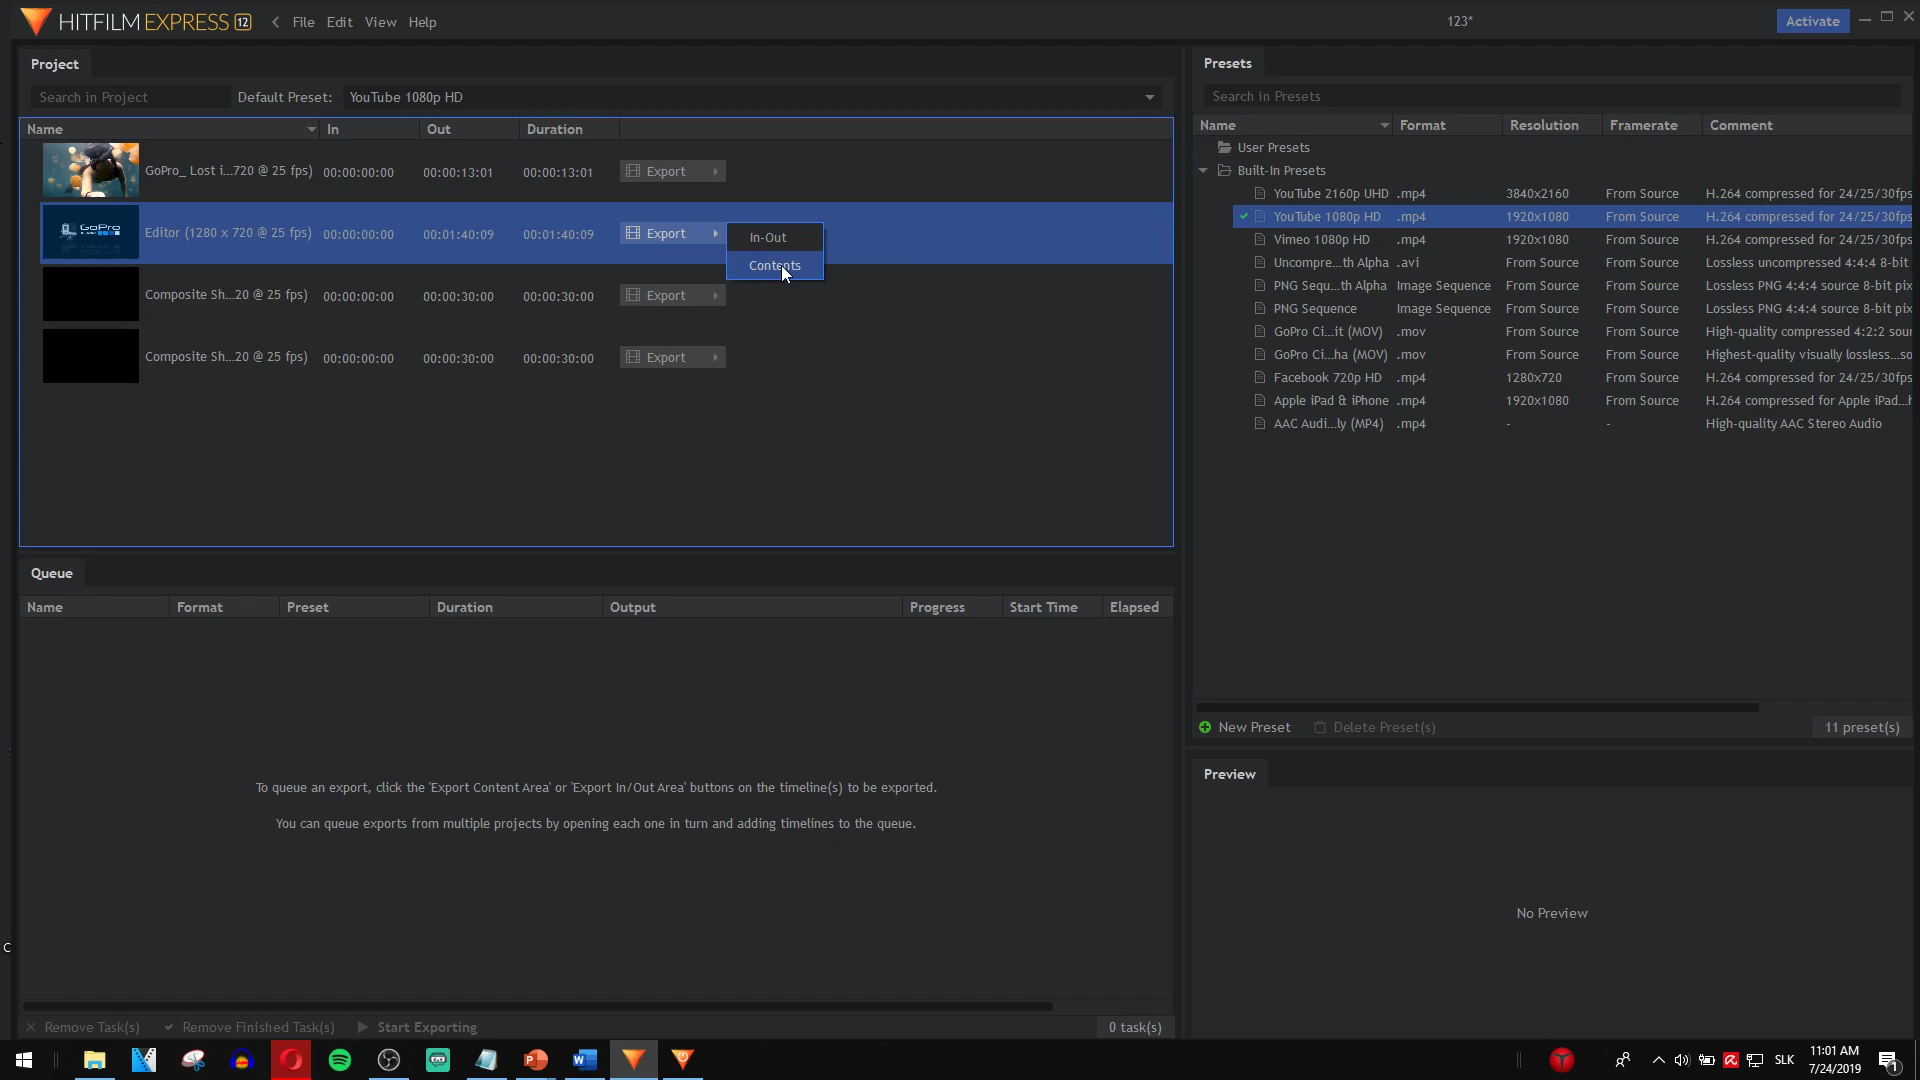 HITFILM EXPRESS 12 File Edit View Help 123* Activate
Project
Search in Project Default Preset: YouTube 1080p HD
Name In Out Duration
GoPro_ Lost i...720 @ 25 fps) 00:00:00:00 00:00:13:01 00:00:13:01 Export
GoPro Editor (1280 x 720 @ 25 fps) 00:00:00:00 00:01:40:09 00:01:40:09 Export
In-Out
Contents
Composite Sh...20 @ 25 fps) 00:00:00:00 00:00:30:00 00:00:30:00 Export
Composite Sh...20 @ 25 fps) 00:00:00:00 00:00:30:00 00:00:30:00 Export
Queue
Name Format Preset Duration Output Progress Start Time Elapsed
To queue an export, click the 'Export Content Area' or 'Export In/Out Area' buttons on the timeline(s) to be exported.
You can queue exports from multiple projects by opening each one in turn and adding timelines to the queue.
Remove Task(s) Remove Finished Task(s) Start Exporting 0 task(s)
Presets
Search in Presets
Name Format Resolution Framerate Comment
User Presets
Built-In Presets
YouTube 2160p UHD .mp4 3840x2160 From Source H.264 compressed for 24/25/30fps
YouTube 1080p HD .mp4 1920x1080 From Source H.264 compressed for 24/25/30fps
Vimeo 1080p HD .mp4 1920x1080 From Source H.264 compressed for 24/25/30fps
Uncompre...th Alpha .avi From Source From Source Lossless uncompressed 4:4:4 8-bit
PNG Sequ...th Alpha Image Sequence From Source From Source Lossless PNG 4:4:4 source 8-bit pix
PNG Sequence Image Sequence From Source From Source Lossless PNG 4:4:4 source 8-bit pix
GoPro Ci...it (MOV) .mov From Source From Source High-quality compressed 4:2:2 sour
GoPro Ci...ha (MOV) .mov From Source From Source Highest-quality visually lossless...so
Facebook 720p HD .mp4 1280x720 From Source H.264 compressed for 24/25/30fps
Apple iPad & iPhone .mp4 1920x1080 From Source H.264 compressed for Apple iPad...h
AAC Audi...ly (MP4) .mp4 - - High-quality AAC Stereo Audio
New Preset Delete Preset(s) 11 preset(s)
Preview
No Preview
SLK 11:01 AM
7/24/2019 1